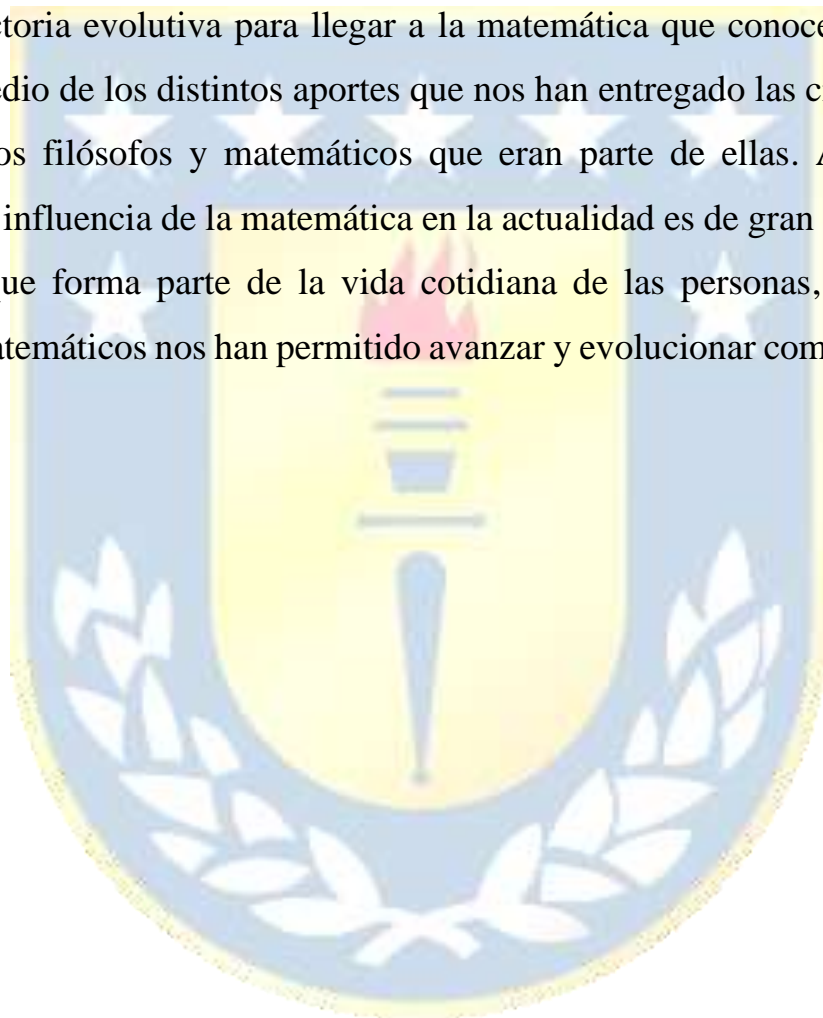 ctoria evolutiva para llegar a la matemática que conoce
edio de los distintos aportes que nos han entregado las c
os filósofos y matemáticos que eran parte de ellas.
influencia de la matemática en la actualidad es de gran
que forma parte de la vida cotidiana de las personas,
atemáticos nos han permitido avanzar y evolucionar com